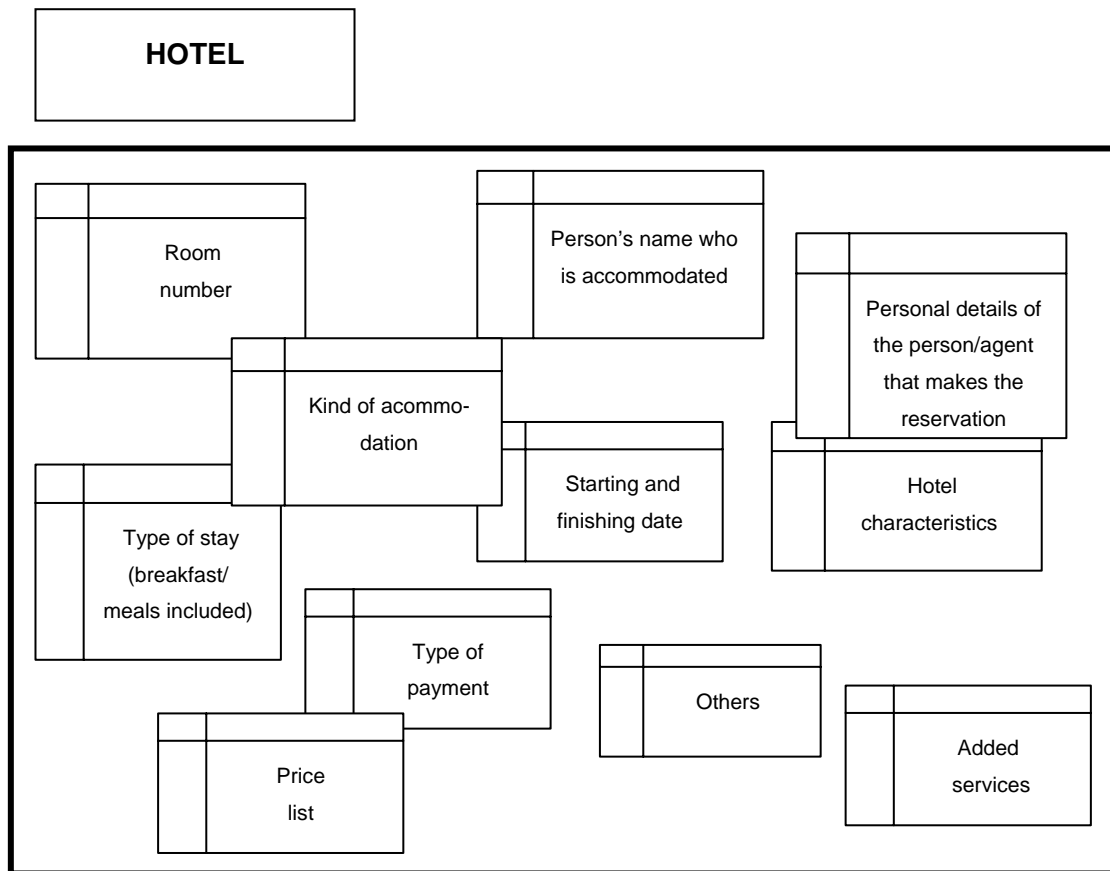 HOTEL
Room
number
Person’s name who
is accommodated
Personal details of
the person/agent
that makes the
reservation
Kind of acommo-
dation
Starting and
finishing date
Hotel
characteristics
Type of stay
(breakfast/
meals included)
Type of
payment
Others
Added
services
Price
list